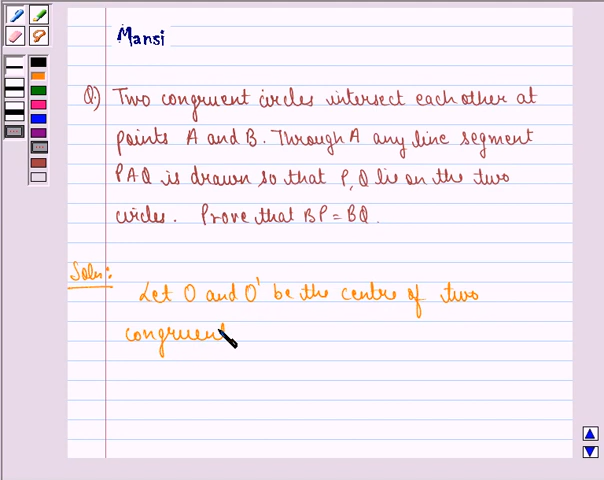 Mansi
Q) Two congruent circles intersect each other at
points A and B. Through A any line segment
PAQ is drawn so that P, Q lie on the two
circles. Prove that BP = BQ.
Soln:
Let O and O' be the centre of two
congruent